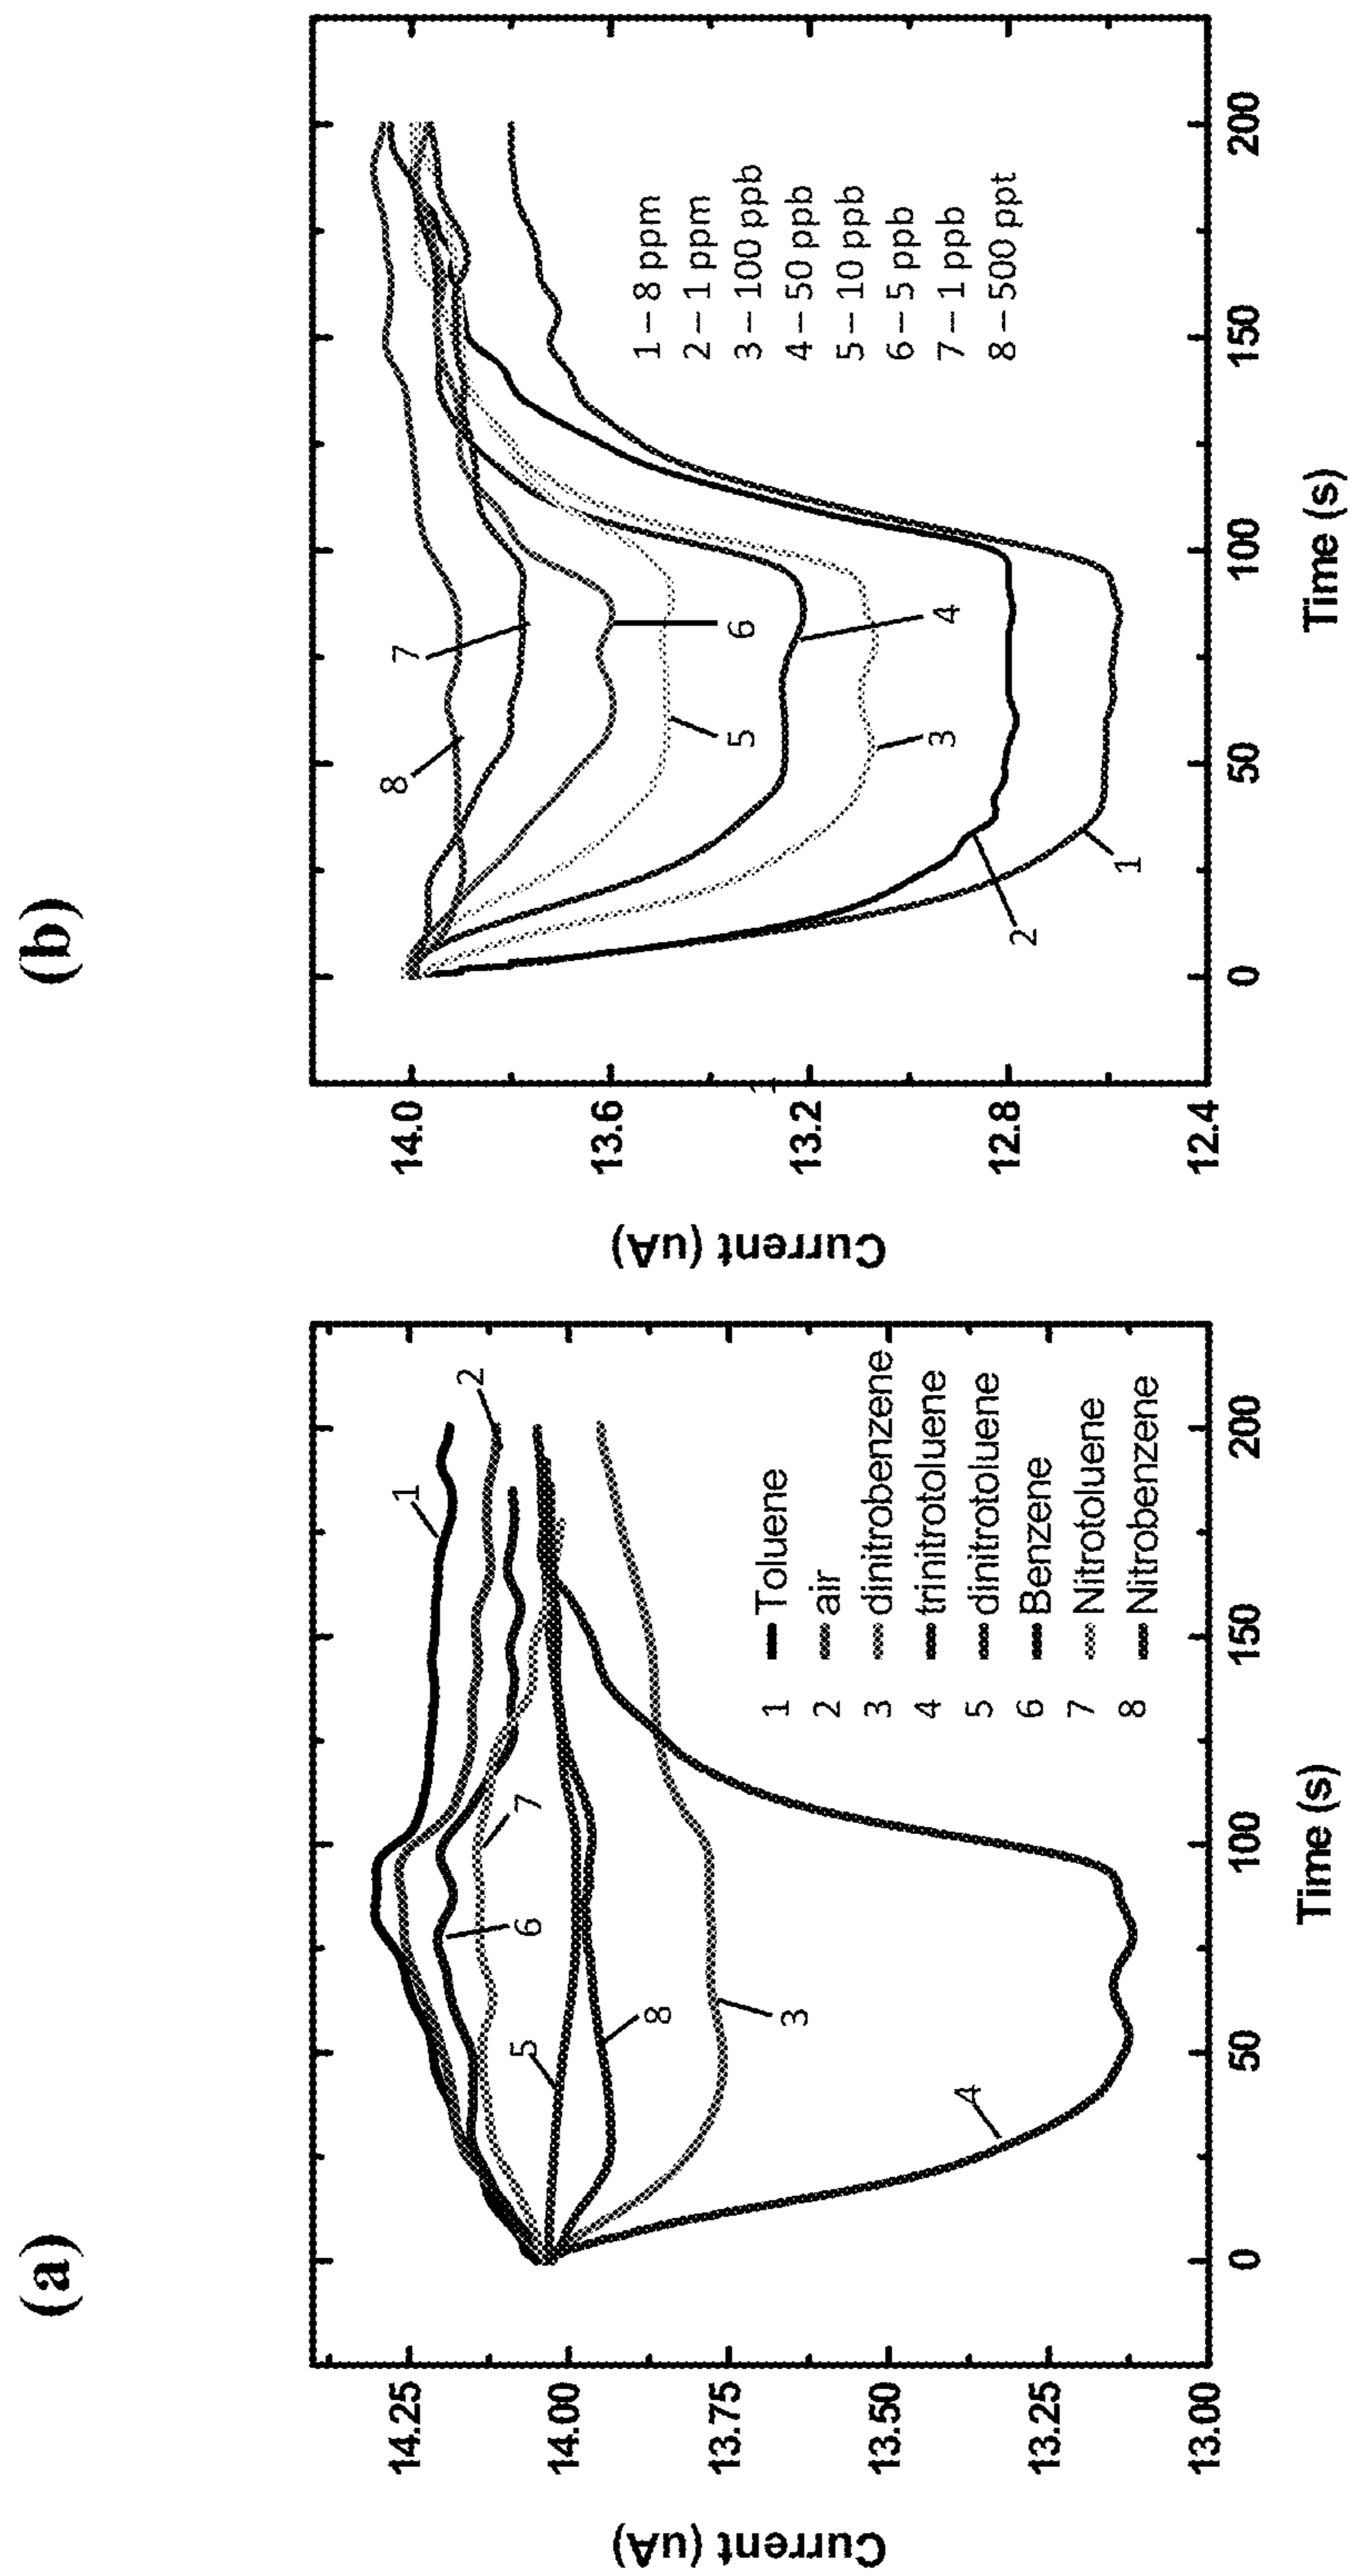 (a)
Current (uA)
14.25
14.00
13.75
13.50
13.25
13.00
0
50
100
150
200
Time (s)
1
2
3
4
5
6
7
8
1 Toluene
2 air
3 dinitrobenzene
4 trinitrotoluene
5 dinitrotoluene
6 Benzene
7 Nitrotoluene
8 Nitrobenzene
(b)
Current (uA)
14.0
13.6
13.2
12.8
12.4
0
50
100
150
200
Time (s)
1
2
3
4
5
6
7
8
1 – 8 ppm
2 – 1 ppm
3 – 100 ppb
4 – 50 ppb
5 – 10 ppb
6 – 5 ppb
7 – 1 ppb
8 – 500 ppt